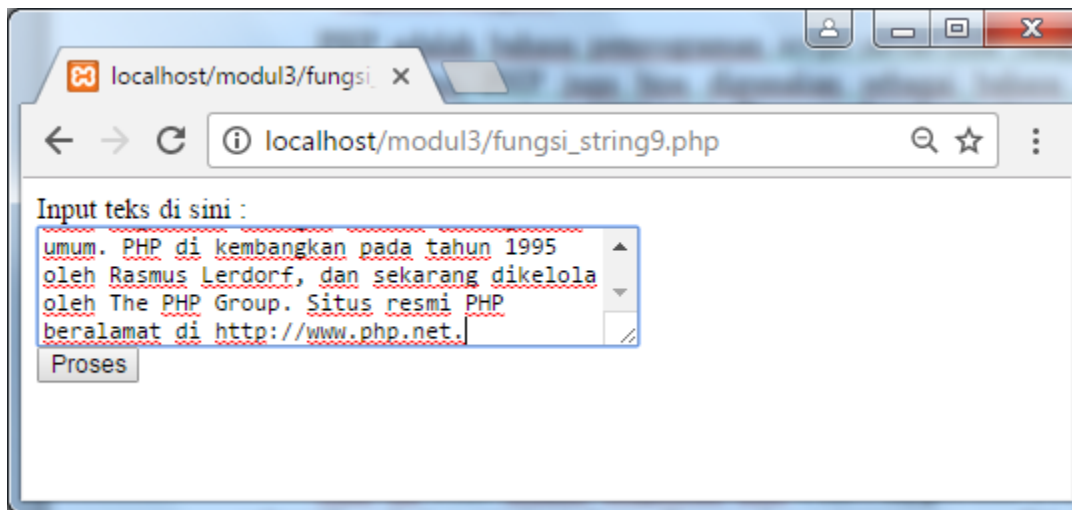 localhost/modul3/fungsi_
localhost/modul3/fungsi_string9.php
Input teks di sini :
umum. PHP di kembangkan pada tahun 1995
oleh Rasmus Lerdorf, dan sekarang dikelola
oleh The PHP Group. Situs resmi PHP
beralamat di http://www.php.net.
Proses